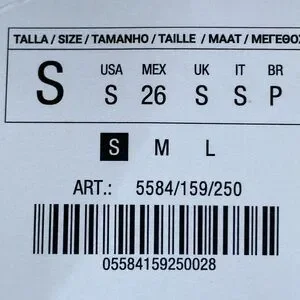 TALLA / SIZE / TAMANHO / TAILLE / MAAT / ΜΕΓΕΘΟΣ
USA MEX UK IT BR
S S 26 S S P
S M L
ART.: 5584/159/250
05584159250028